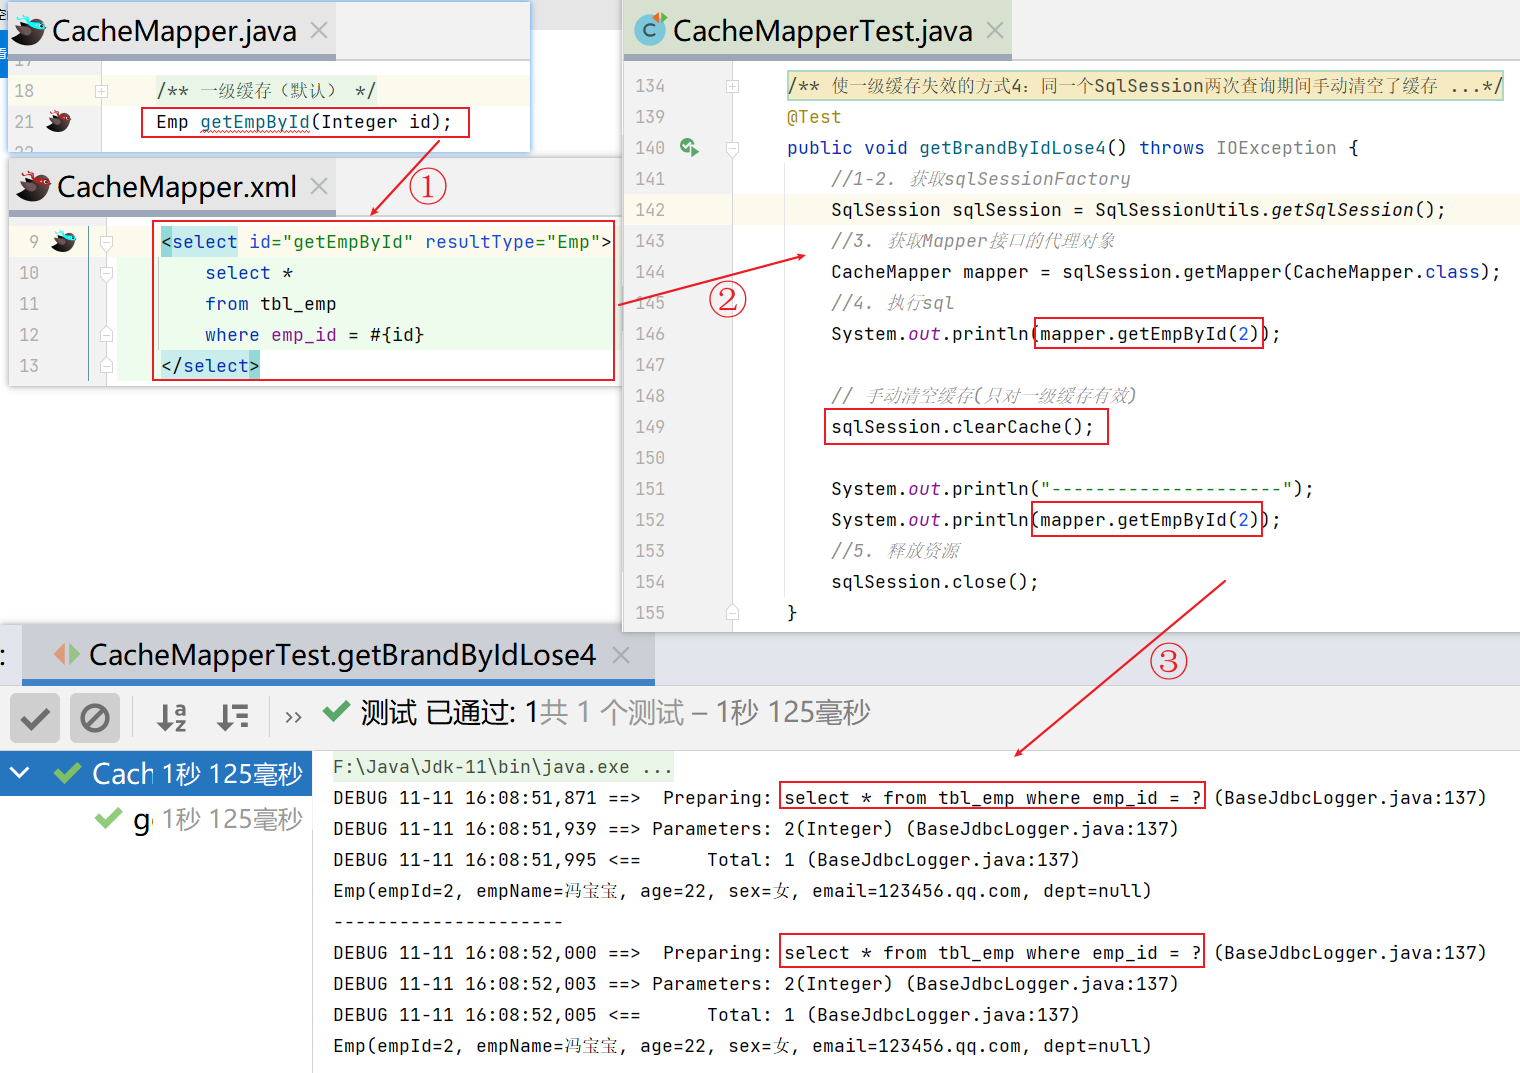 CacheMapper.java
18 /** 一级缓存（默认） */
21 Emp getEmpById(Integer id);
①
CacheMapper.xml
9 <select id="getEmpById" resultType="Emp">
10 select *
11 from tbl_emp
12 where emp_id = #{id}
13 </select>
②
CacheMapperTest.java
134 /** 使一级缓存失效的方式4：同一个SqlSession两次查询期间手动清空了缓存 ...*/
139 @Test
140 public void getBrandByIdLose4() throws IOException {
141 //1-2. 获取sqlSessionFactory
142 SqlSession sqlSession = SqlSessionUtils.getSqlSession();
143 //3. 获取Mapper接口的代理对象
144 CacheMapper mapper = sqlSession.getMapper(CacheMapper.class);
145 //4. 执行sql
146 System.out.println(mapper.getEmpById(2));
147
148 // 手动清空缓存(只对一级缓存有效)
149 sqlSession.clearCache();
150
151 System.out.println("---------------------");
152 System.out.println(mapper.getEmpById(2));
153 //5. 释放资源
154 sqlSession.close();
155 }
③
: CacheMapperTest.getBrandByIdLose4
测试 已通过: 1共 1 个测试 – 1秒 125毫秒
Cach 1秒 125毫秒
1秒 125毫秒
F:\Java\Jdk-11\bin\java.exe ...
DEBUG 11-11 16:08:51,871 ==>  Preparing: select * from tbl_emp where emp_id = ? (BaseJdbcLogger.java:137)
DEBUG 11-11 16:08:51,939 ==> Parameters: 2(Integer) (BaseJdbcLogger.java:137)
DEBUG 11-11 16:08:51,995 <==      Total: 1 (BaseJdbcLogger.java:137)
Emp(empId=2, empName=冯宝宝, age=22, sex=女, email=123456.qq.com, dept=null)
---------------------
DEBUG 11-11 16:08:52,000 ==>  Preparing: select * from tbl_emp where emp_id = ? (BaseJdbcLogger.java:137)
DEBUG 11-11 16:08:52,003 ==> Parameters: 2(Integer) (BaseJdbcLogger.java:137)
DEBUG 11-11 16:08:52,005 <==      Total: 1 (BaseJdbcLogger.java:137)
Emp(empId=2, empName=冯宝宝, age=22, sex=女, email=123456.qq.com, dept=null)